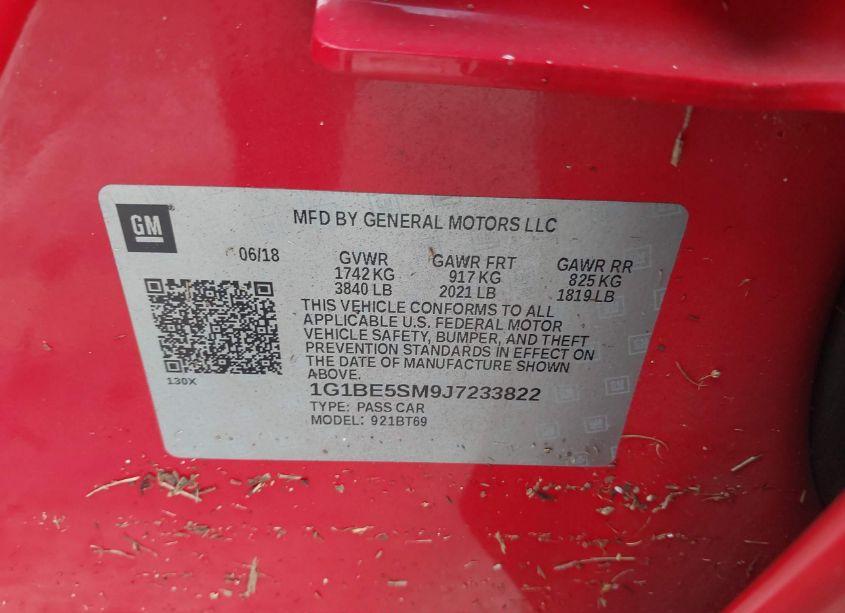 GM
®
MFD BY GENERAL MOTORS LLC
06/18
GVWR GAWR FRT GAWR RR
1742 KG 917 KG 825 KG
3840 LB 2021 LB 1819 LB
THIS VEHICLE CONFORMS TO ALL
APPLICABLE U.S. FEDERAL MOTOR
VEHICLE SAFETY, BUMPER, AND THEFT
PREVENTION STANDARDS IN EFFECT ON
THE DATE OF MANUFACTURE SHOWN
ABOVE.
130X
1G1BE5SM9J7233822
TYPE: PASS CAR
MODEL: 921BT69